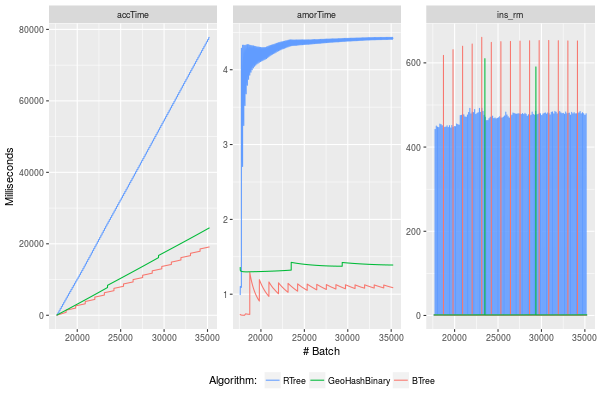 accTime amorTime ins_rm
Milliseconds
80000
60000
40000
20000
0
4
3
2
1
600
400
200
0
20000 25000 30000 35000 20000 25000 30000 35000 20000 25000 30000 35000
# Batch
Algorithm: RTree GeoHashBinary BTree